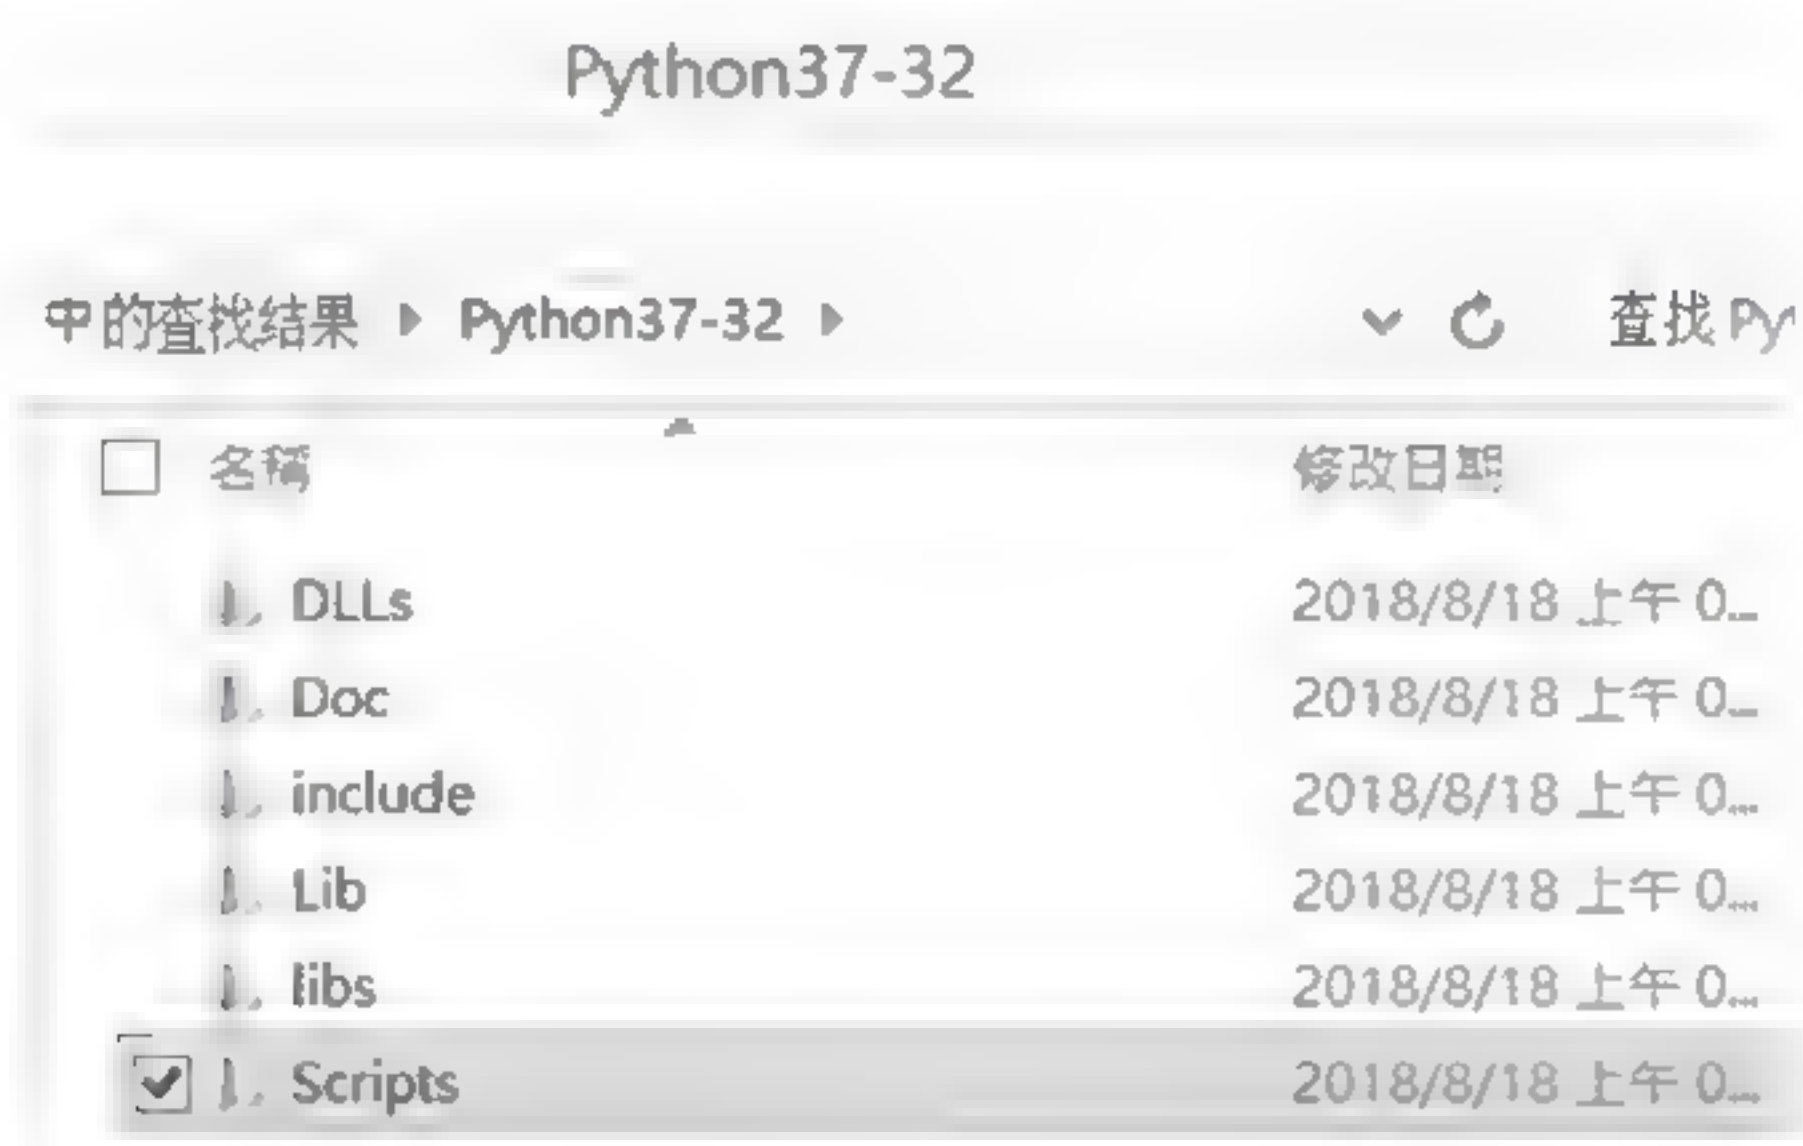 Python37-32
中的查找结果 ▸ Python37-32 ▸ 查找 Py
名稱 修改日期
DLLs 2018/8/18 上午 0...
Doc 2018/8/18 上午 0...
include 2018/8/18 上午 0...
Lib 2018/8/18 上午 0...
libs 2018/8/18 上午 0...
Scripts 2018/8/18 上午 0...